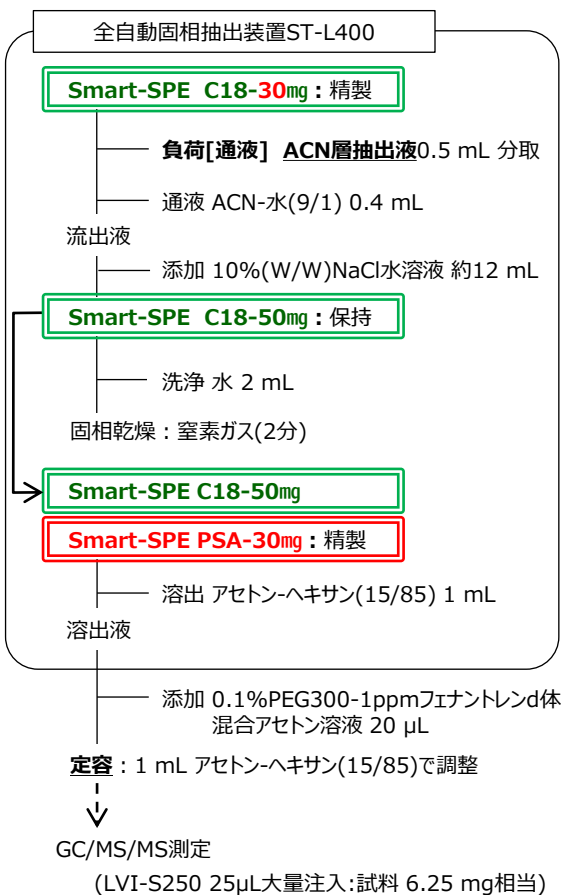 全自動固相抽出装置ST-L400
Smart-SPE C18-30mg：精製
負荷[通液] ACN層抽出液0.5 mL 分取
通液 ACN-水(9/1) 0.4 mL
流出液
添加 10%(W/W)NaCl水溶液 約12 mL
Smart-SPE C18-50mg：保持
洗浄 水 2 mL
固相乾燥：窒素ガス(2分)
Smart-SPE C18-50mg
Smart-SPE PSA-30mg：精製
溶出 アセトン-ヘキサン(15/85) 1 mL
溶出液
添加 0.1%PEG300-1ppmフェナントレンd体
混合アセトン溶液 20 µL
定容：1 mL アセトン-ヘキサン(15/85)で調整
GC/MS/MS測定
(LVI-S250 25µL大量注入:試料 6.25 mg相当)